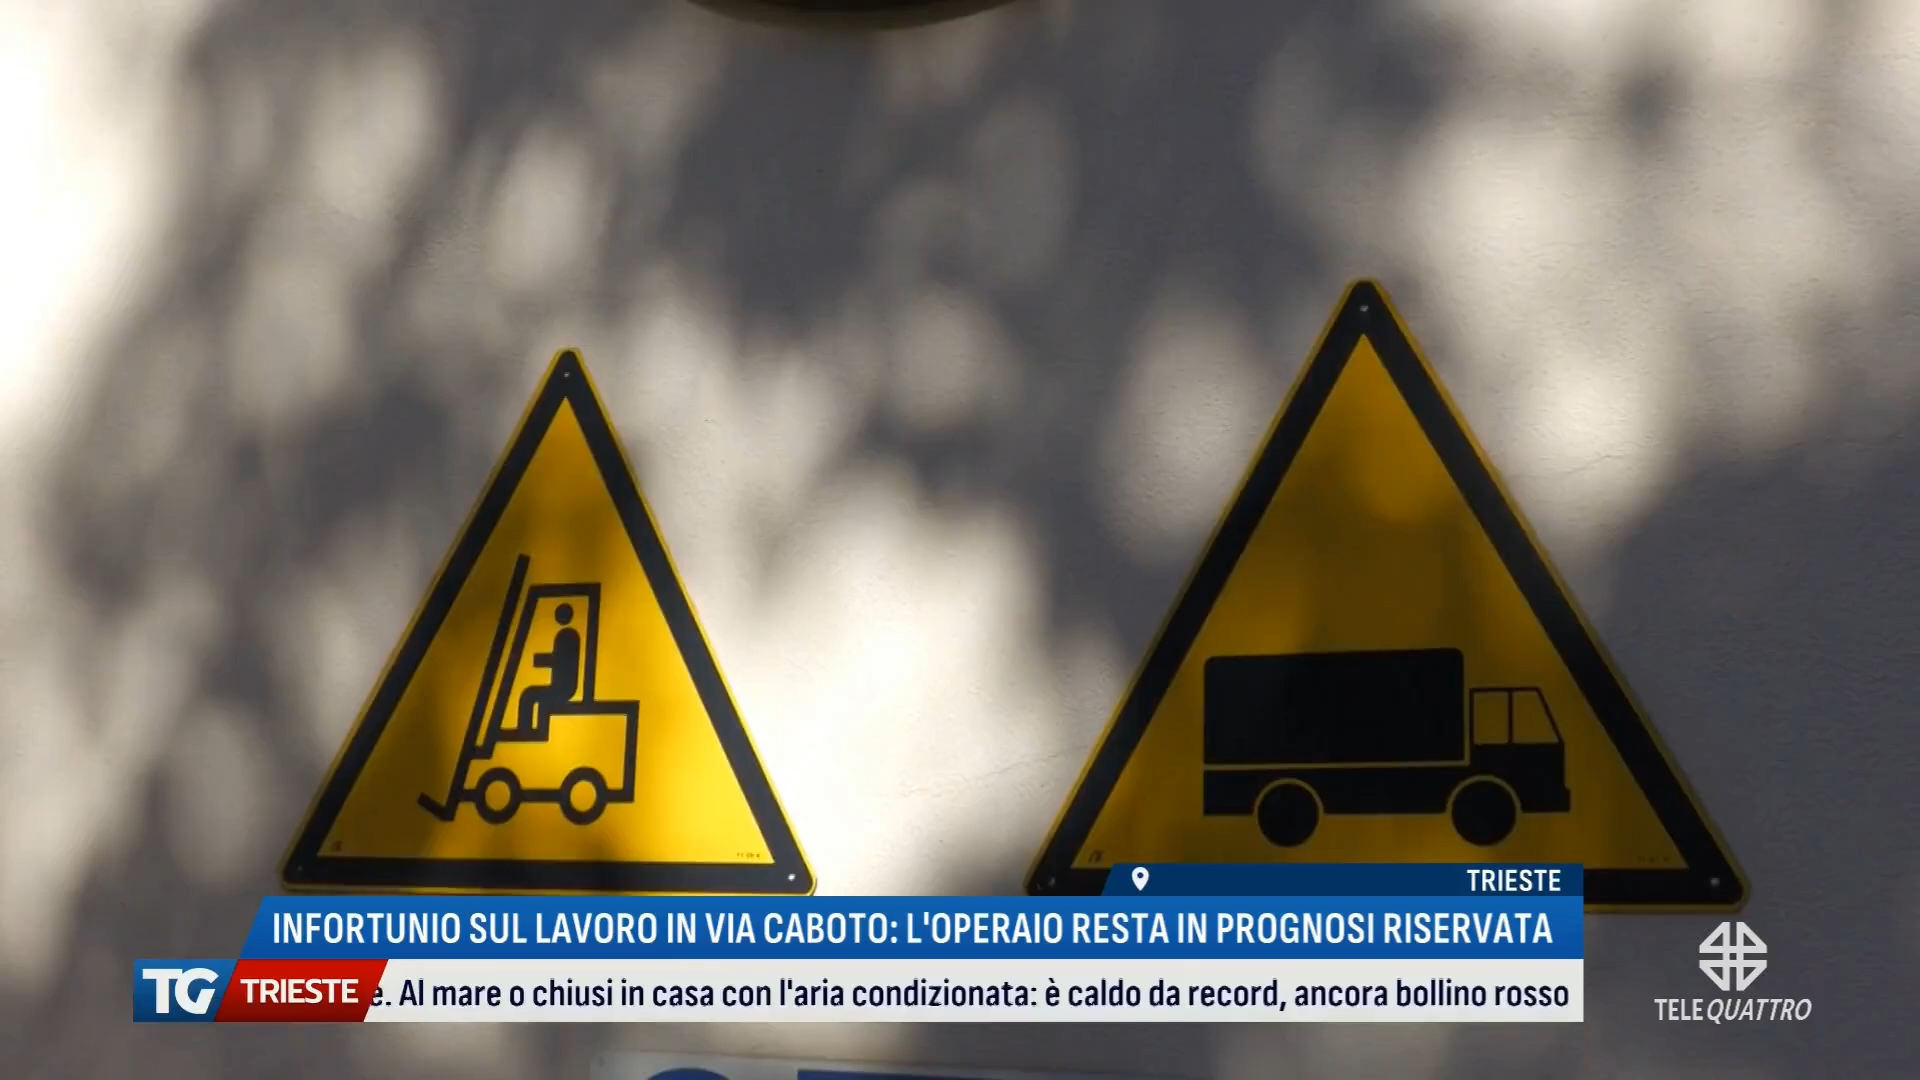 TRIESTE
INFORTUNIO SUL LAVORO IN VIA CABOTO: L'OPERAIO RESTA IN PROGNOSI RISERVATA
TG TRIESTE e. Al mare o chiusi in casa con l'aria condizionata: è caldo da record, ancora bollino rosso
TELEQUATTRO